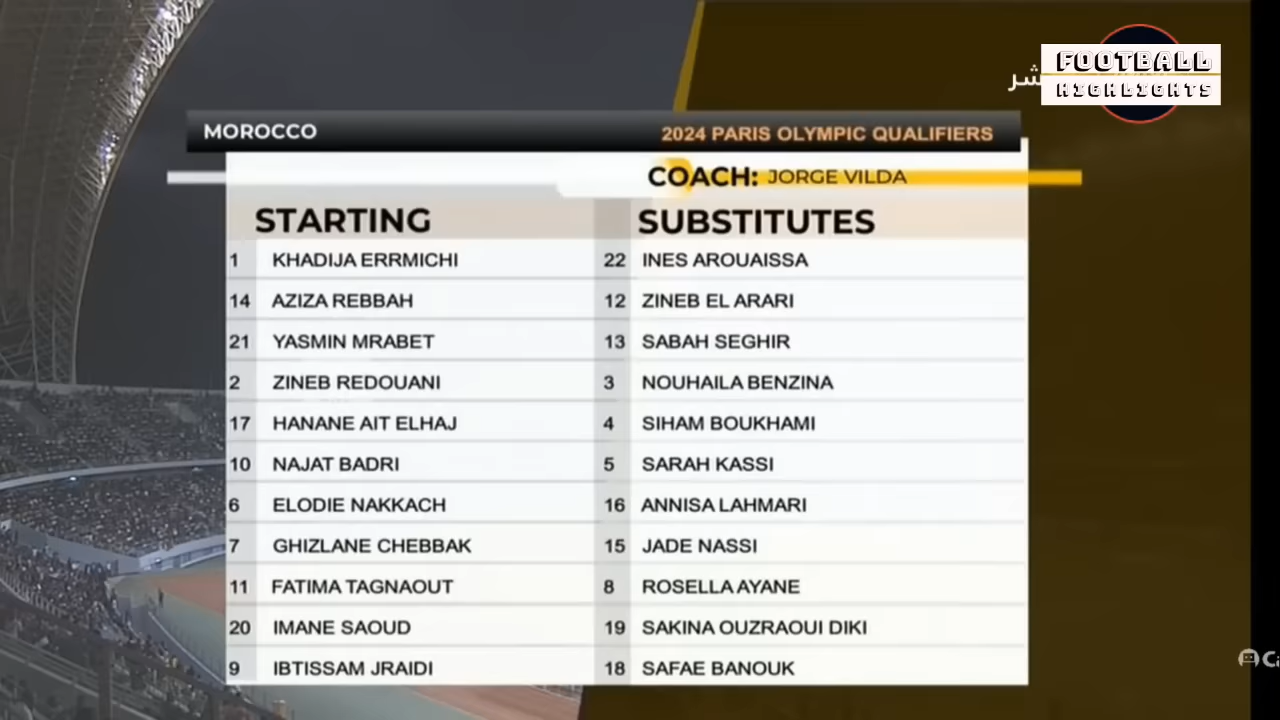 FOOTBALL
HIGHLIGHTS
MOROCCO
2024 PARIS OLYMPIC QUALIFIERS
COACH: JORGE VILDA
STARTING
1 KHADIJA ERRMICHI
14 AZIZA REBBAH
21 YASMIN MRABET
2 ZINEB REDOUANI
17 HANANE AIT ELHAJ
10 NAJAT BADRI
6 ELODIE NAKKACH
7 GHIZLANE CHEBBAK
11 FATIMA TAGNAOUT
20 IMANE SAOUD
9 IBTISSAM JRAIDI
SUBSTITUTES
22 INES AROUAISSA
12 ZINEB EL ARARI
13 SABAH SEGHIR
3 NOUHAILA BENZINA
4 SIHAM BOUKHAMI
5 SARAH KASSI
16 ANNISA LAHMARI
15 JADE NASSI
8 ROSELLA AYANE
19 SAKINA OUZRAOUI DIKI
18 SAFAE BANOUK